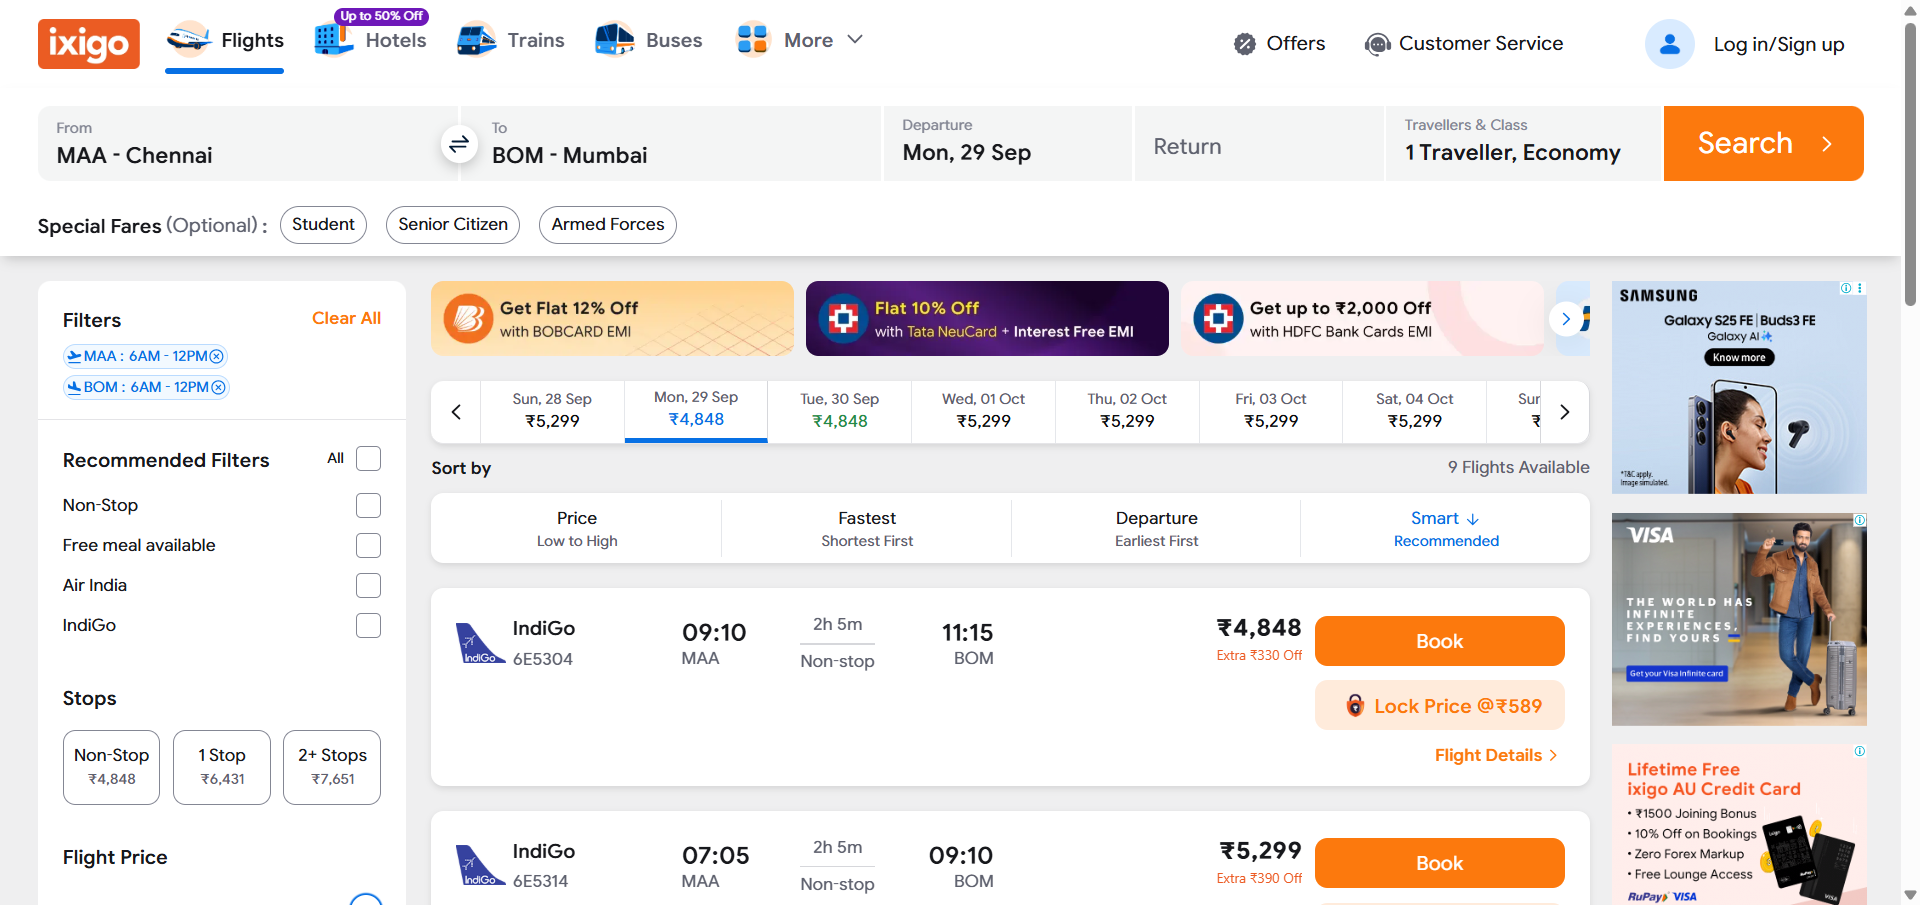 ixigo
Flights
Up to 50% Off
Hotels
Trains
Buses
More
Offers
Customer Service
Log in/Sign up
From
MAA - Chennai
To
BOM - Mumbai
Departure
Mon, 29 Sep
Return
Travellers & Class
1 Traveller, Economy
Search
Special Fares (Optional) :
Student
Senior Citizen
Armed Forces
Filters
Clear All
MAA : 6AM - 12PM
BOM : 6AM - 12PM
Recommended Filters
All
Non-Stop
Free meal available
Air India
IndiGo
Stops
Non-Stop
₹4,848
1 Stop
₹6,431
2+ Stops
₹7,651
Flight Price
Get Flat 12% Off
with BOBCARD EMI
Flat 10% Off
with Tata NeuCard + Interest Free EMI
Get up to ₹2,000 Off
with HDFC Bank Cards EMI
Sun, 28 Sep
₹5,299
Mon, 29 Sep
₹4,848
Tue, 30 Sep
₹4,848
Wed, 01 Oct
₹5,299
Thu, 02 Oct
₹5,299
Fri, 03 Oct
₹5,299
Sat, 04 Oct
₹5,299
Sur
₹
Sort by
9 Flights Available
Price
Low to High
Fastest
Shortest First
Departure
Earliest First
Smart
Recommended
IndiGo
IndiGo
6E5304
09:10
MAA
2h 5m
Non-stop
11:15
BOM
₹4,848
Extra ₹330 Off
Book
Lock Price @₹589
Flight Details
IndiGo
IndiGo
6E5314
07:05
MAA
2h 5m
Non-stop
09:10
BOM
₹5,299
Extra ₹390 Off
Book
SAMSUNG
Galaxy S25 FE | Buds3 FE
Galaxy AI
Know more
*T&C apply.
Image simulated.
VISA
THE WORLD HAS
INFINITE
EXPERIENCES,
FIND YOURS
Get your Visa Infinite card
Lifetime Free
ixigo AU Credit Card
• ₹1500 Joining Bonus
• 10% Off on Bookings
• Zero Forex Markup
• Free Lounge Access
RuPay VISA